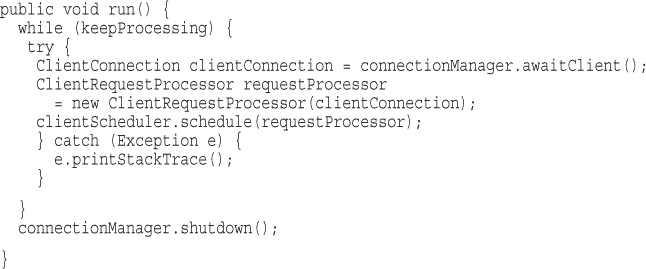 public void run() {
  while (keepProcessing) {
   try {
    ClientConnection clientConnection = connectionManager.awaitClient();
    ClientRequestProcessor requestProcessor
      = new ClientRequestProcessor(clientConnection);
    clientScheduler.schedule(requestProcessor);
    } catch (Exception e) {
      e.printStackTrace();
    }
  }
  connectionManager.shutdown();
}